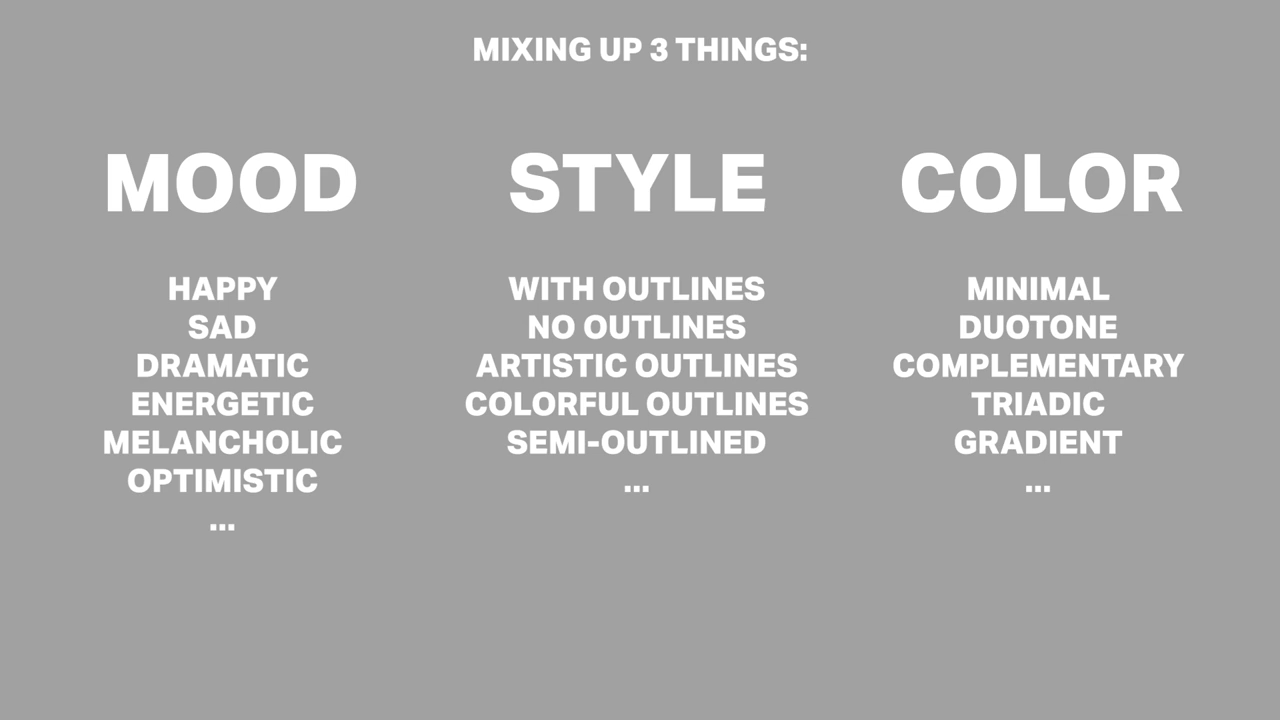 MIXING UP 3 THINGS:
MOOD
HAPPY
SAD
DRAMATIC
ENERGETIC
MELANCHOLIC
OPTIMISTIC
...
STYLE
WITH OUTLINES
NO OUTLINES
ARTISTIC OUTLINES
COLORFUL OUTLINES
SEMI-OUTLINED
...
COLOR
MINIMAL
DUOTONE
COMPLEMENTARY
TRIADIC
GRADIENT
...